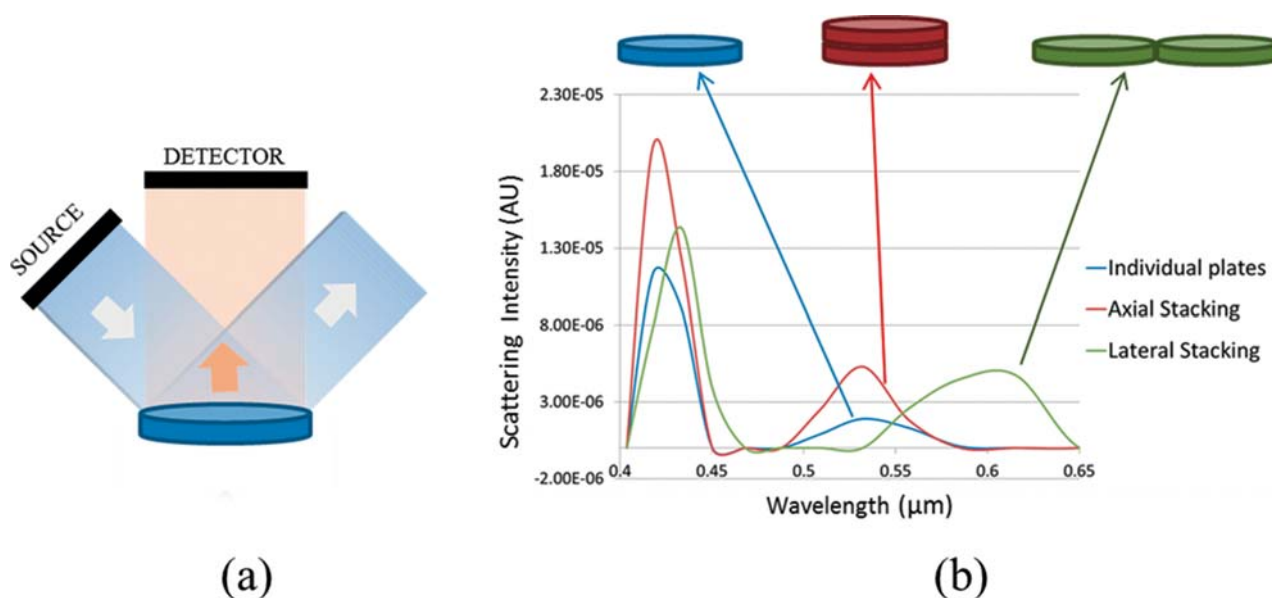 DETECTOR
SOURCE
(a)
2.30E-05
1.80E-05
1.30E-05
8.00E-06
3.00E-06
-2.00E-06
Scattering Intensity (AU)
0.4 0.45 0.5 0.55 0.6 0.65
Wavelength (μm)
Individual plates
Axial Stacking
Lateral Stacking
(b)